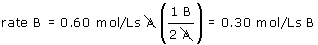 rate B = 0.60 mol/Ls A (1 B / 2 A) = 0.30 mol/Ls B